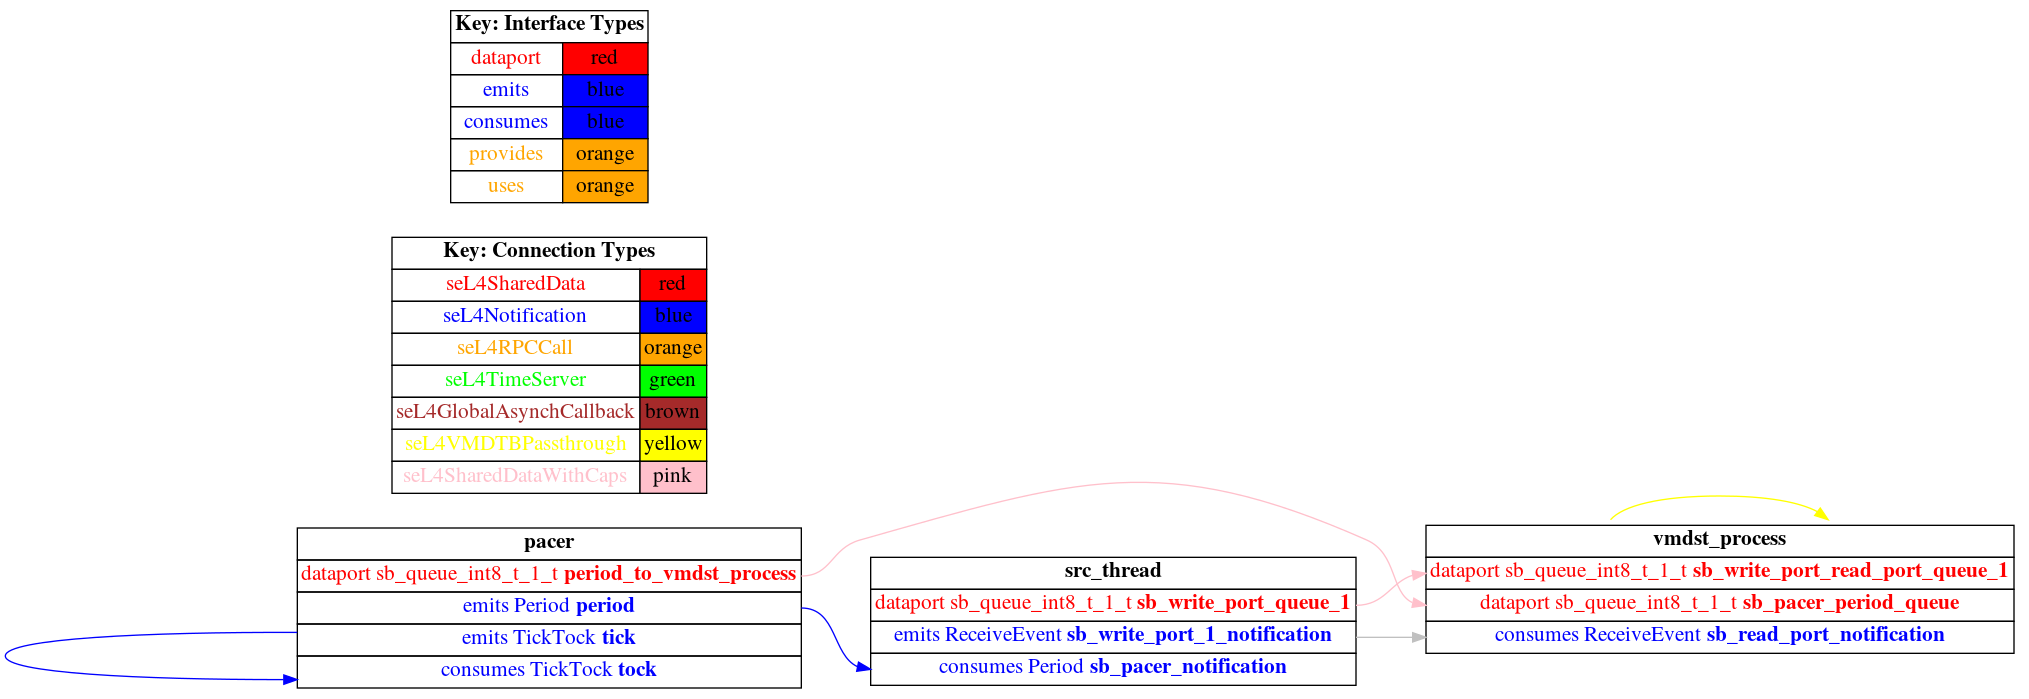 Key: Interface Types
dataport red
emits blue
consumes blue
provides orange
uses orange
Key: Connection Types
seL4SharedData red
seL4Notification blue
seL4RPCCall orange
seL4TimeServer green
seL4GlobalAsynchCallback brown
seL4VMDTBPassthrough yellow
seL4SharedDataWithCaps pink
pacer
dataport sb_queue_int8_t_1_t period_to_vmdst_process
emits Period period
emits TickTock tick
consumes TickTock tock
src_thread
dataport sb_queue_int8_t_1_t sb_write_port_queue_1
emits ReceiveEvent sb_write_port_1_notification
consumes Period sb_pacer_notification
vmdst_process
dataport sb_queue_int8_t_1_t sb_write_port_read_port_queue_1
dataport sb_queue_int8_t_1_t sb_pacer_period_queue
consumes ReceiveEvent sb_read_port_notification